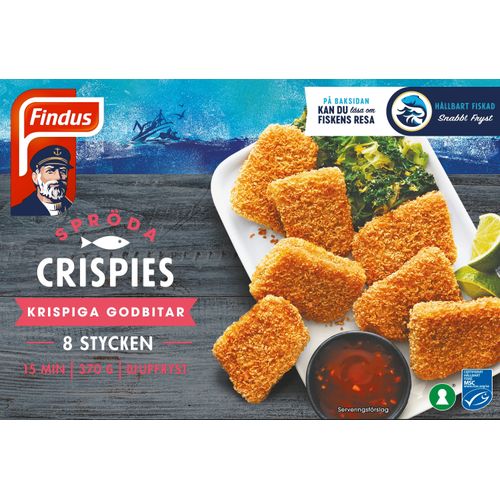 Findus
PÅ BAKSIDAN
KAN DU läsa om
FISKENS RESA
HÅLLBART FISKAD
Snabbt Fryst
SPRÖDA
CRISPIES
KRISPIGA GODBITAR
8 STYCKEN
15 MIN | 370 G | DJUPFRYST
Serveringsförslag
MSC